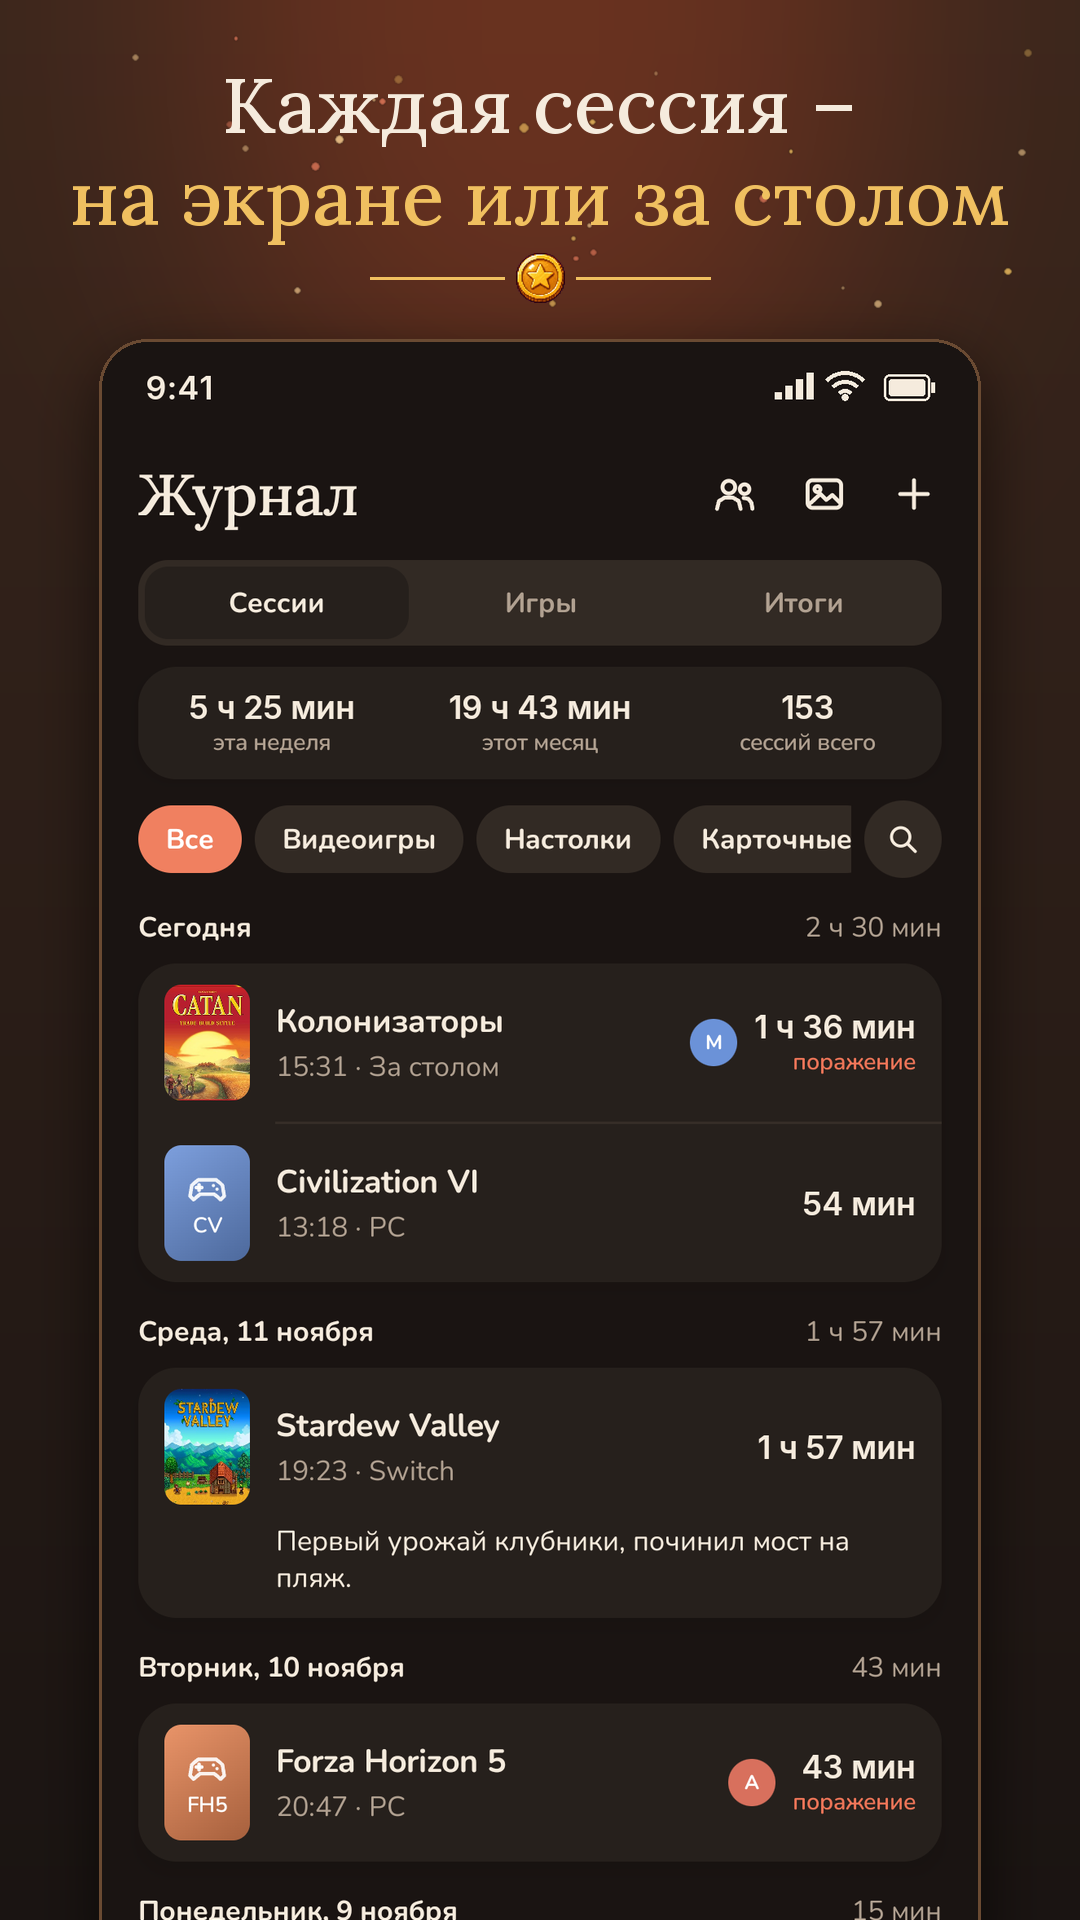 Каждая сессия –
на экране или за столом
9:41
Журнал
Сессии Игры Итоги
5 ч 25 мин 19 ч 43 мин 153
эта неделя этот месяц сессий всего
Все Видеоигры Настолки Карточные
Сегодня 2 ч 30 мин
CATAN
TRADE BUILD SETTLE
Колонизаторы
15:31 · За столом
М
1 ч 36 мин
поражение
CV
Civilization VI
13:18 · PC
54 мин
Среда, 11 ноября 1 ч 57 мин
STARDEW
VALLEY
Stardew Valley
19:23 · Switch
1 ч 57 мин
Первый урожай клубники, починил мост на
пляж.
Вторник, 10 ноября 43 мин
FH5
Forza Horizon 5
20:47 · PC
А
43 мин
поражение
Понедельник, 9 ноября 15 мин